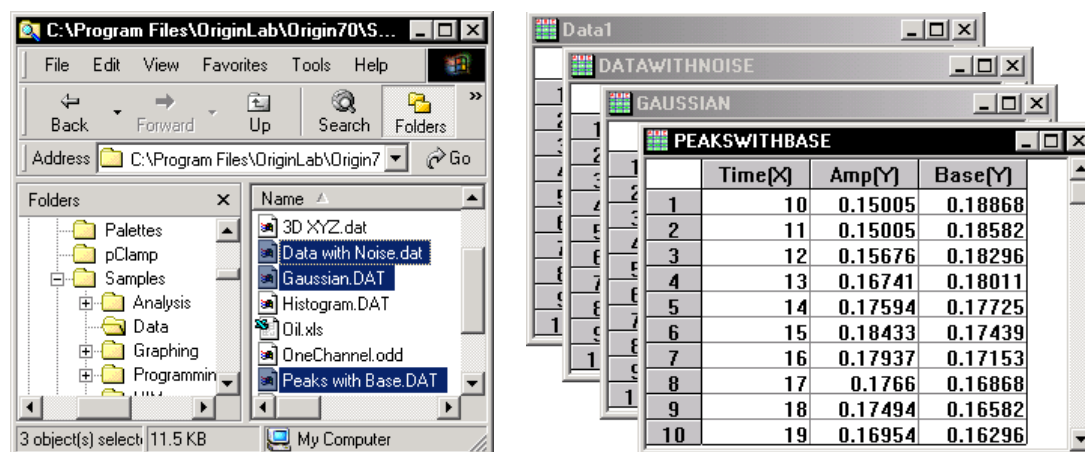 C:\Program Files\OriginLab\Origin70\S...
File Edit View Favorites Tools Help
Back Forward Up Search Folders »
Address C:\Program Files\OriginLab\Origin7 Go
Folders x
Palettes
pClamp
Samples
Analysis
Data
Graphing
Programmin
Name
3D XYZ.dat
Data with Noise.dat
Gaussian.DAT
Histogram.DAT
Oil.xls
OneChannel.odd
Peaks with Base.DAT
3 object(s) select 11.5 KB My Computer
Data1
DATAWITHNOISE
GAUSSIAN
PEAKSWITHBASE
Time(X) Amp(Y) Base(Y)
1 10 0.15005 0.18868
2 11 0.15005 0.18582
3 12 0.15676 0.18296
4 13 0.16741 0.18011
5 14 0.17594 0.17725
6 15 0.18433 0.17439
7 16 0.17937 0.17153
8 17 0.1766 0.16868
9 18 0.17494 0.16582
10 19 0.16954 0.16296